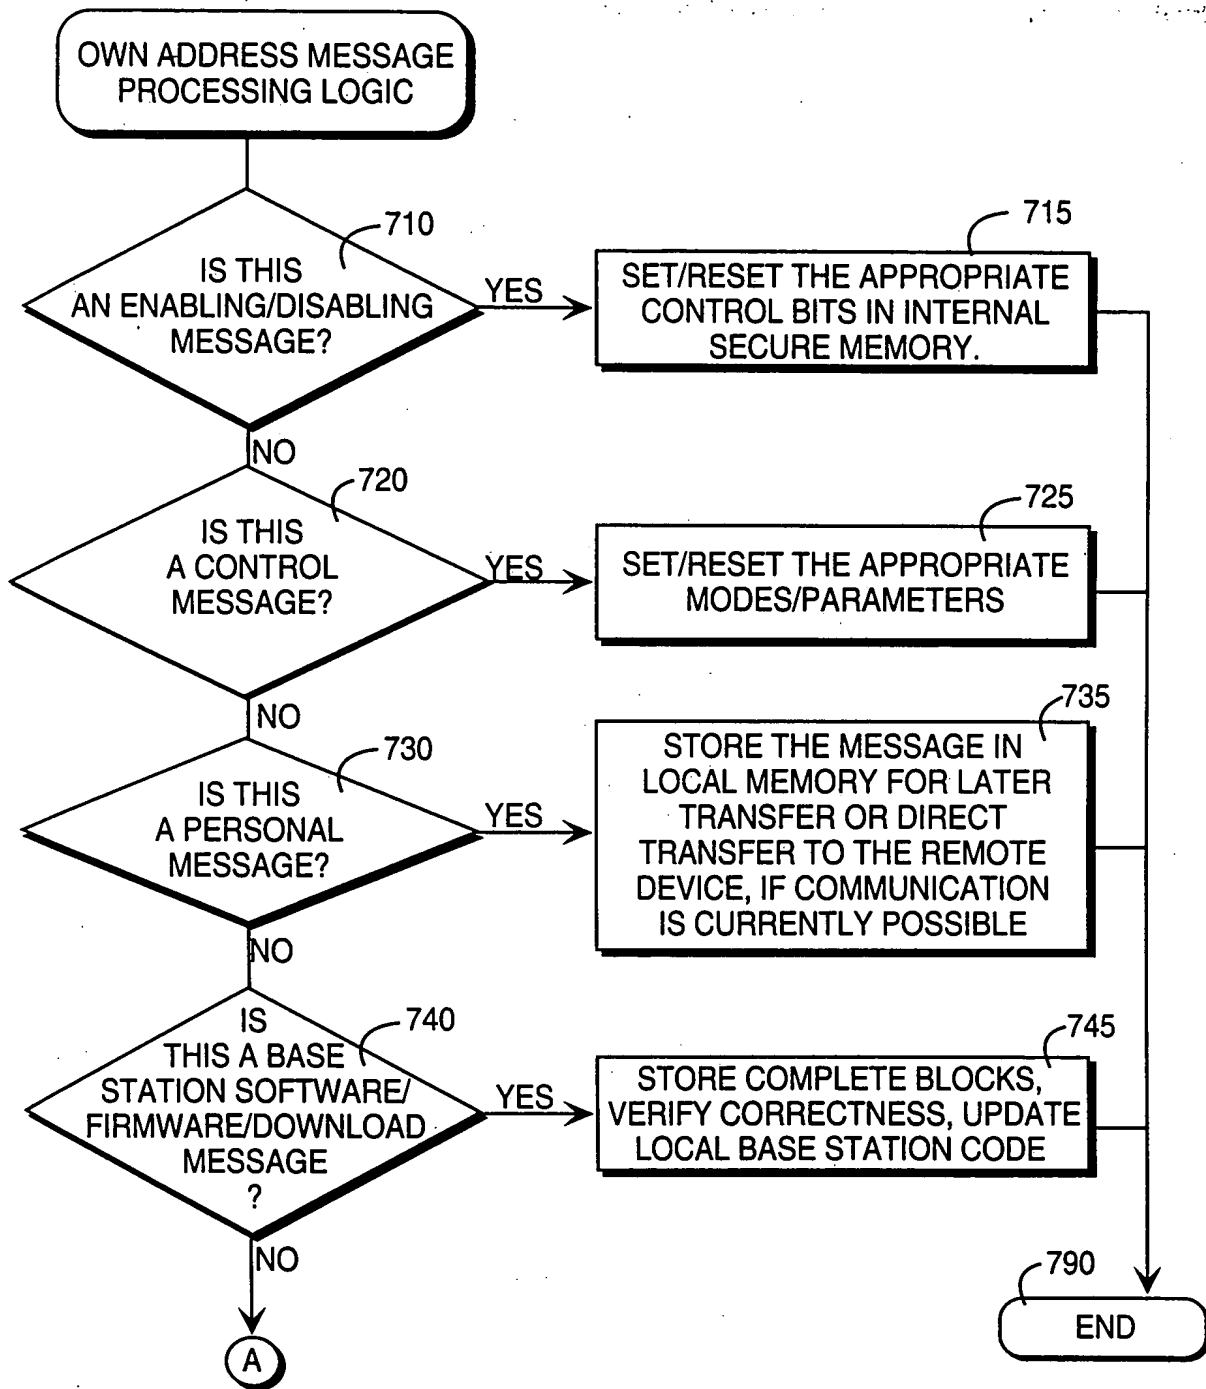 OWN ADDRESS MESSAGE
PROCESSING LOGIC
710
IS THIS
AN ENABLING/DISABLING
MESSAGE?
YES
715
SET/RESET THE APPROPRIATE
CONTROL BITS IN INTERNAL
SECURE MEMORY.
NO
720
IS THIS
A CONTROL
MESSAGE?
YES
725
SET/RESET THE APPROPRIATE
MODES/PARAMETERS
NO
730
IS THIS
A PERSONAL
MESSAGE?
YES
735
STORE THE MESSAGE IN
LOCAL MEMORY FOR LATER
TRANSFER OR DIRECT
TRANSFER TO THE REMOTE
DEVICE, IF COMMUNICATION
IS CURRENTLY POSSIBLE
NO
740
IS
THIS A BASE
STATION SOFTWARE/
FIRMWARE/DOWNLOAD
MESSAGE
?
YES
745
STORE COMPLETE BLOCKS,
VERIFY CORRECTNESS, UPDATE
LOCAL BASE STATION CODE
NO
A
790
END